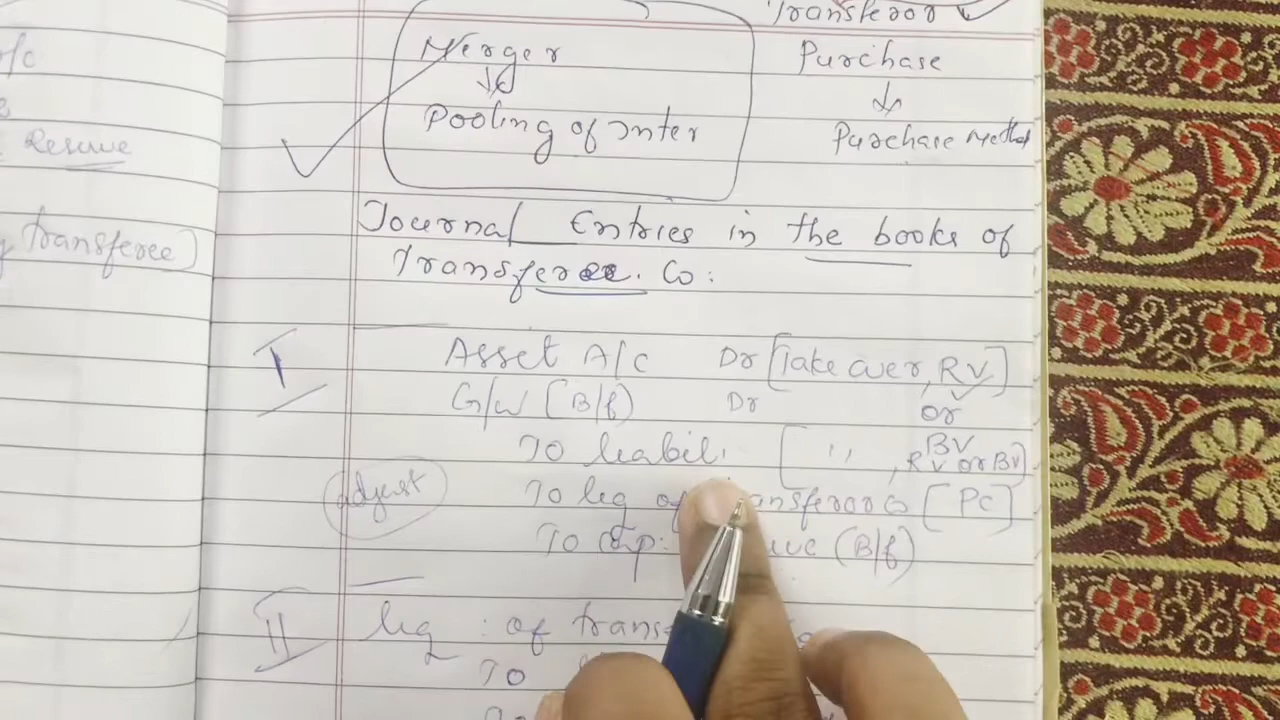 Transferor
Merger
Purchase
Pooling of Inter
Purchase Method
Reserve
transferee)
Journal Entries in the books of
Transferee. Co:
I
Asset A/c Dr [Take over, RV]
G/W [B/f) Dr or
BV
To leabili [ ,, , RV or BV]
adjust
To liq of transferor Co [PC]
To Cap: (B/f)
II
liq : of
To